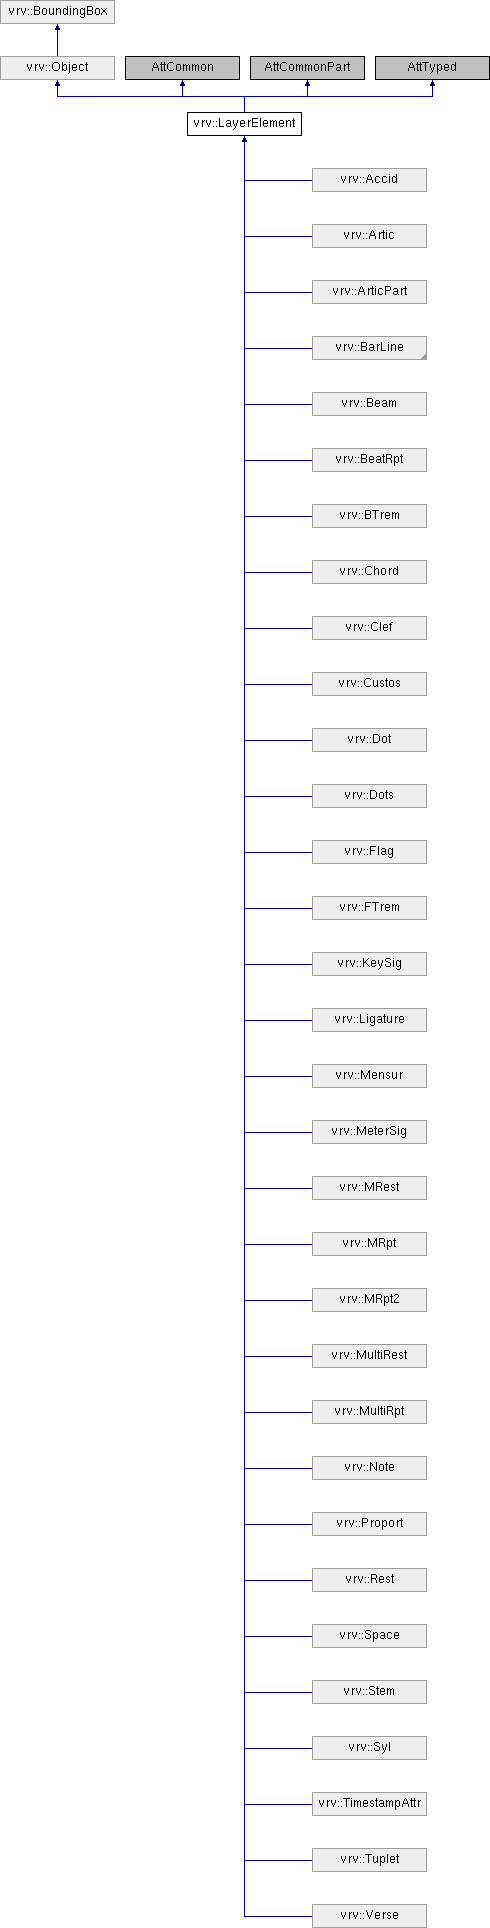 vrv::BoundingBox
vrv::Object AttCommon AttCommonPart AttTyped
vrv::LayerElement
vrv::Accid
vrv::Artic
vrv::ArticPart
vrv::BarLine
vrv::Beam
vrv::BeatRpt
vrv::BTrem
vrv::Chord
vrv::Clef
vrv::Custos
vrv::Dot
vrv::Dots
vrv::Flag
vrv::FTrem
vrv::KeySig
vrv::Ligature
vrv::Mensur
vrv::MeterSig
vrv::MRest
vrv::MRpt
vrv::MRpt2
vrv::MultiRest
vrv::MultiRpt
vrv::Note
vrv::Proport
vrv::Rest
vrv::Space
vrv::Stem
vrv::Syl
vrv::TimestampAttr
vrv::Tuplet
vrv::Verse